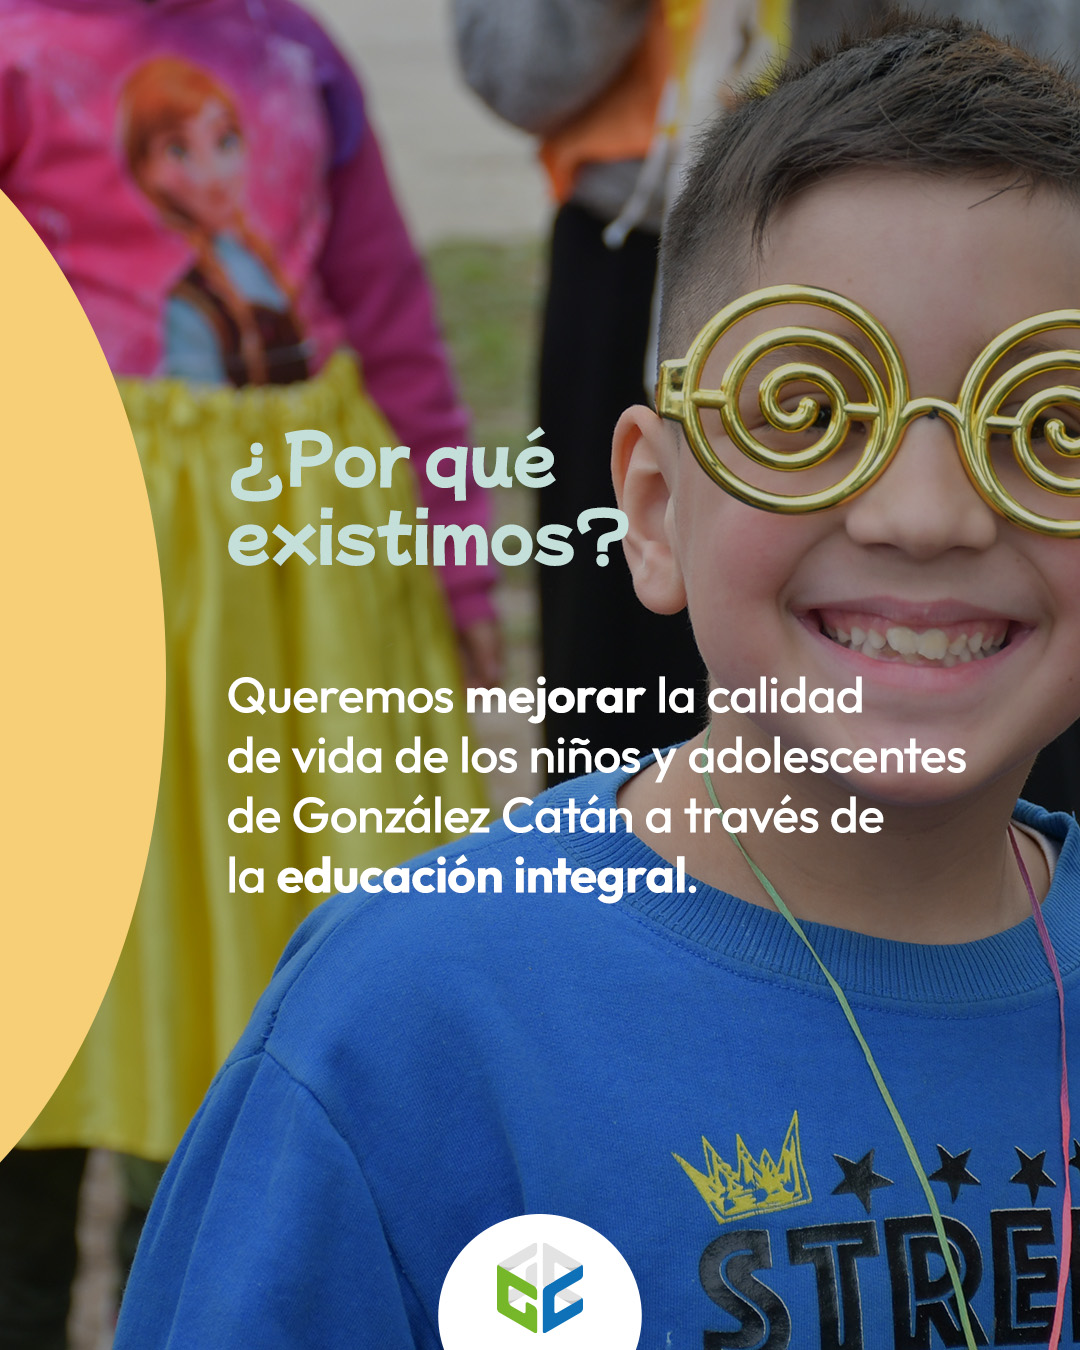 ¿Por qué
existimos?
Queremos mejorar la calidad
de vida de los niños y adolescentes
de González Catán a través de
la educación integral.
STRE